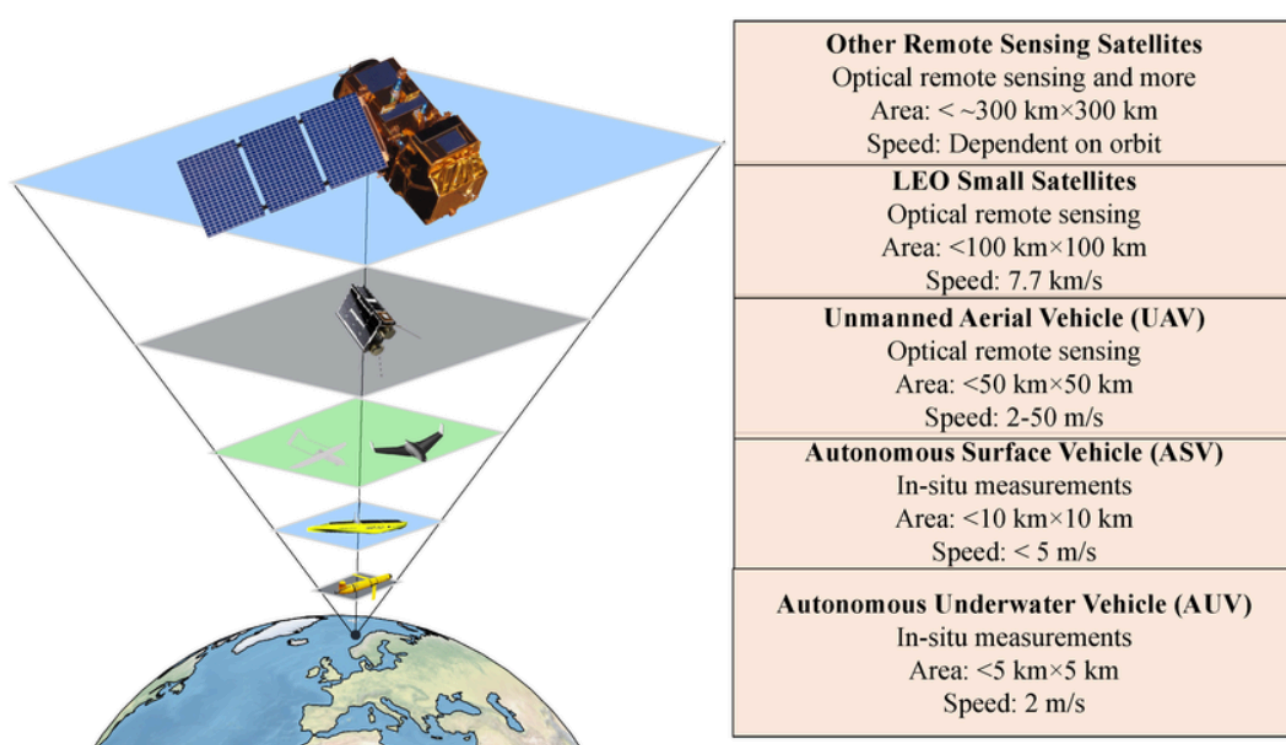 Other Remote Sensing Satellites
Optical remote sensing and more
Area: < ~300 km×300 km
Speed: Dependent on orbit
LEO Small Satellites
Optical remote sensing
Area: <100 km×100 km
Speed: 7.7 km/s
Unmanned Aerial Vehicle (UAV)
Optical remote sensing
Area: <50 km×50 km
Speed: 2-50 m/s
Autonomous Surface Vehicle (ASV)
In-situ measurements
Area: <10 km×10 km
Speed: < 5 m/s
Autonomous Underwater Vehicle (AUV)
In-situ measurements
Area: <5 km×5 km
Speed: 2 m/s